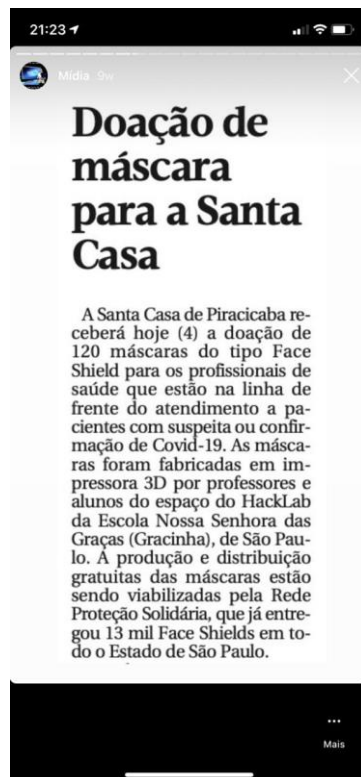 21:23
Mídia 9w
Doação de
máscara
para a Santa
Casa
A Santa Casa de Piracicaba re-
ceberá hoje (4) a doação de
120 máscaras do tipo Face
Shield para os profissionais de
saúde que estão na linha de
frente do atendimento a pa-
cientes com suspeita ou confir-
mação de Covid-19. As másca-
ras foram fabricadas em im-
pressora 3D por professores e
alunos do espaço do HackLab
da Escola Nossa Senhora das
Graças (Gracinha), de São Pau-
lo. A produção e distribuição
gratuitas das máscaras estão
sendo viabilizadas pela Rede
Proteção Solidária, que já entre-
gou 13 mil Face Shields em to-
do o Estado de São Paulo.
Mais